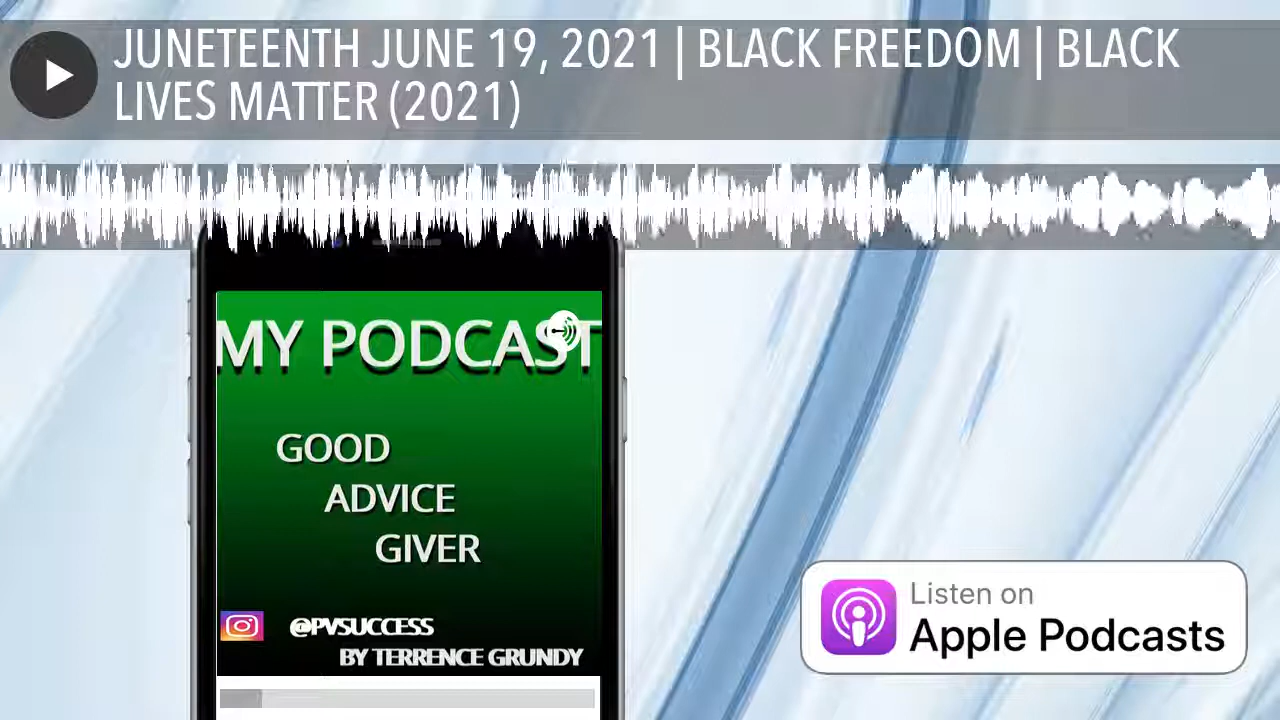 JUNETEENTH JUNE 19, 2021 | BLACK FREEDOM | BLACK
LIVES MATTER (2021)
MY PODCAST
GOOD
ADVICE
GIVER
@PVSUCCESS
BY TERRENCE GRUNDY
Listen on
Apple Podcasts